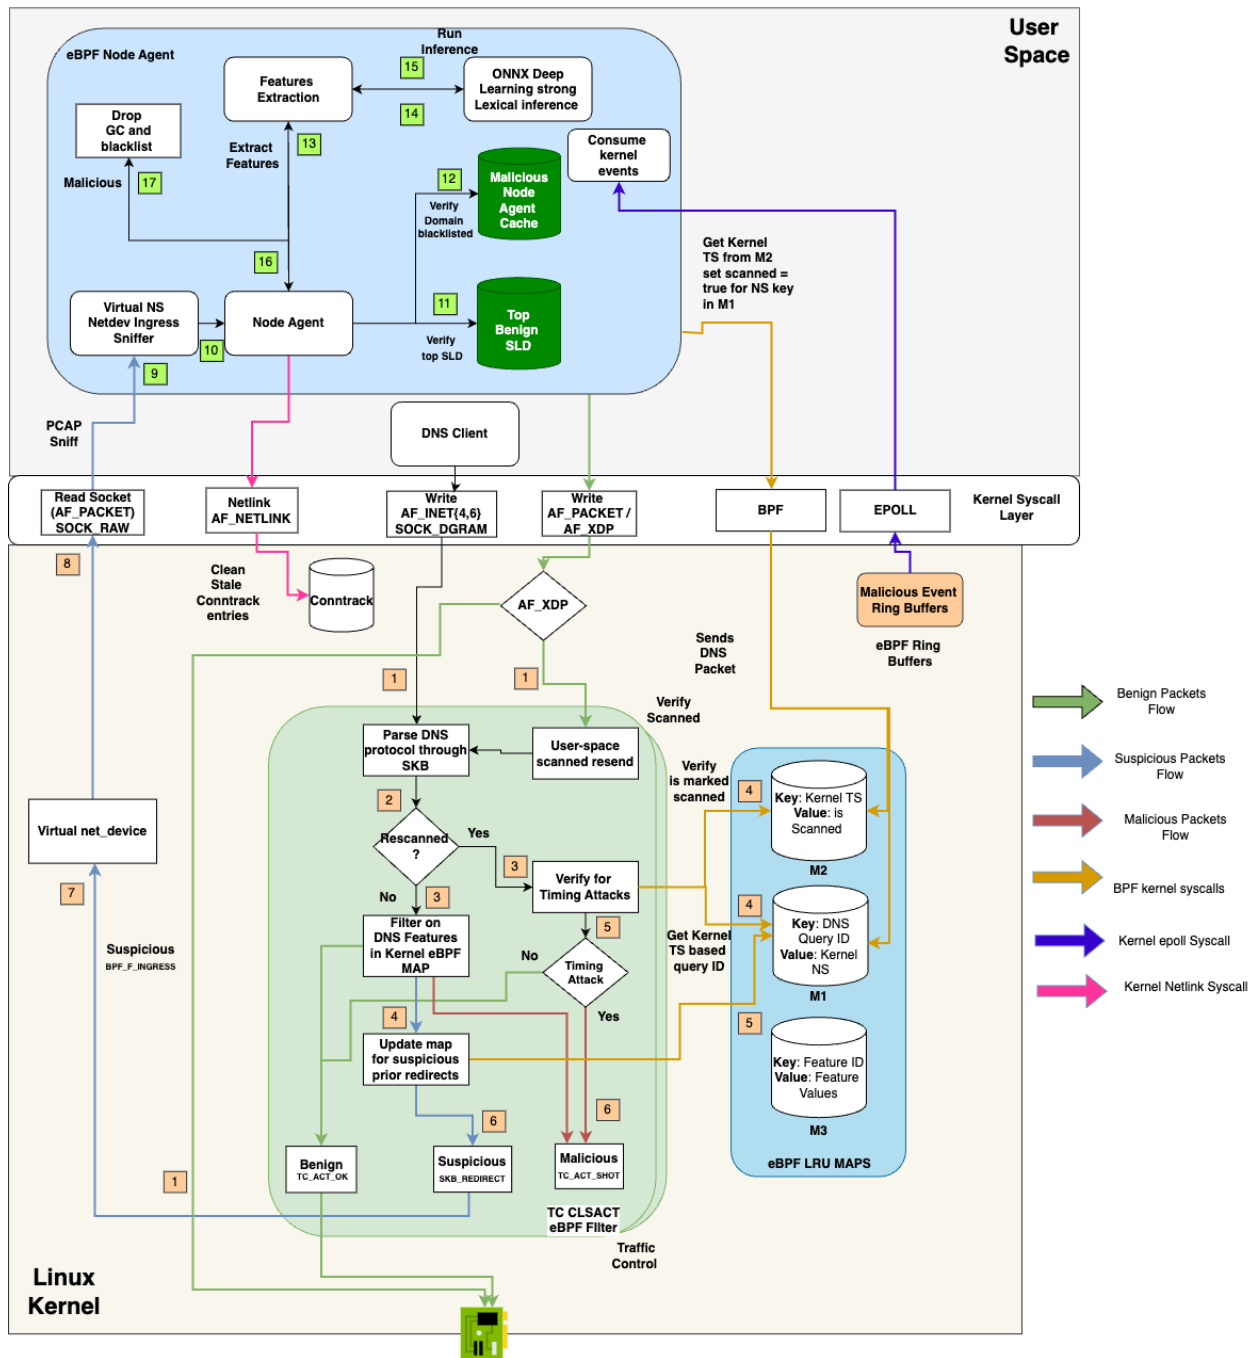 User
Space
eBPF Node Agent
Run
Inference
15
14
Features
Extraction
ONNX Deep
Learning strong
Lexical inference
Drop
GC and
blacklist
Extract
Features
13
Consume
kernel
events
Malicious
17
12
Verify
Domain
blacklisted
Malicious
Node
Agent
Cache
Get Kernel
TS from M2
set scanned =
true for NS key
in M1
16
Virtual NS
Netdev Ingress
Sniffer
10
Node Agent
11
Verify
top SLD
Top
Benign
SLD
9
PCAP
Sniff
DNS Client
Read Socket
(AF_PACKET)
SOCK_RAW
Netlink
AF_NETLINK
Write
AF_INET{4,6}
SOCK_DGRAM
Write
AF_PACKET /
AF_XDP
BPF
EPOLL
Kernel Syscall
Layer
8
Clean
Stale
Conntrack
entries
Conntrack
AF_XDP
Malicious Event
Ring Buffers
eBPF Ring
Buffers
Sends
DNS
Packet
1
1
Verify
Scanned
Parse DNS
protocol through
SKB
User-space
scanned resend
Verify
is marked
scanned
4
Key: Kernel TS
Value: is
Scanned
M2
2
Rescanned
?
Yes
No
3
3
Verify for
Timing Attacks
Virtual net_device
7
Filter on
DNS Features
in Kernel eBPF
MAP
5
No
Timing
Attack
Yes
Get Kernel
TS based
query ID
4
Key: DNS
Query ID
Value: Kernel
NS
M1
Suspicious
BPF_F_INGRESS
4
Update map
for suspicious
prior redirects
5
Key: Feature ID
Value: Feature
Values
M3
eBPF LRU MAPS
6
6
Benign
TC_ACT_OK
Suspicious
SKB_REDIRECT
Malicious
TC_ACT_SHOT
1
TC CLSACT
eBPF FIlter
Traffic
Control
Linux
Kernel
Benign Packets
Flow
Suspicious Packets
Flow
Malicious Packets
Flow
BPF kernel syscalls
Kernel epoll Syscall
Kernel Netlink Syscall